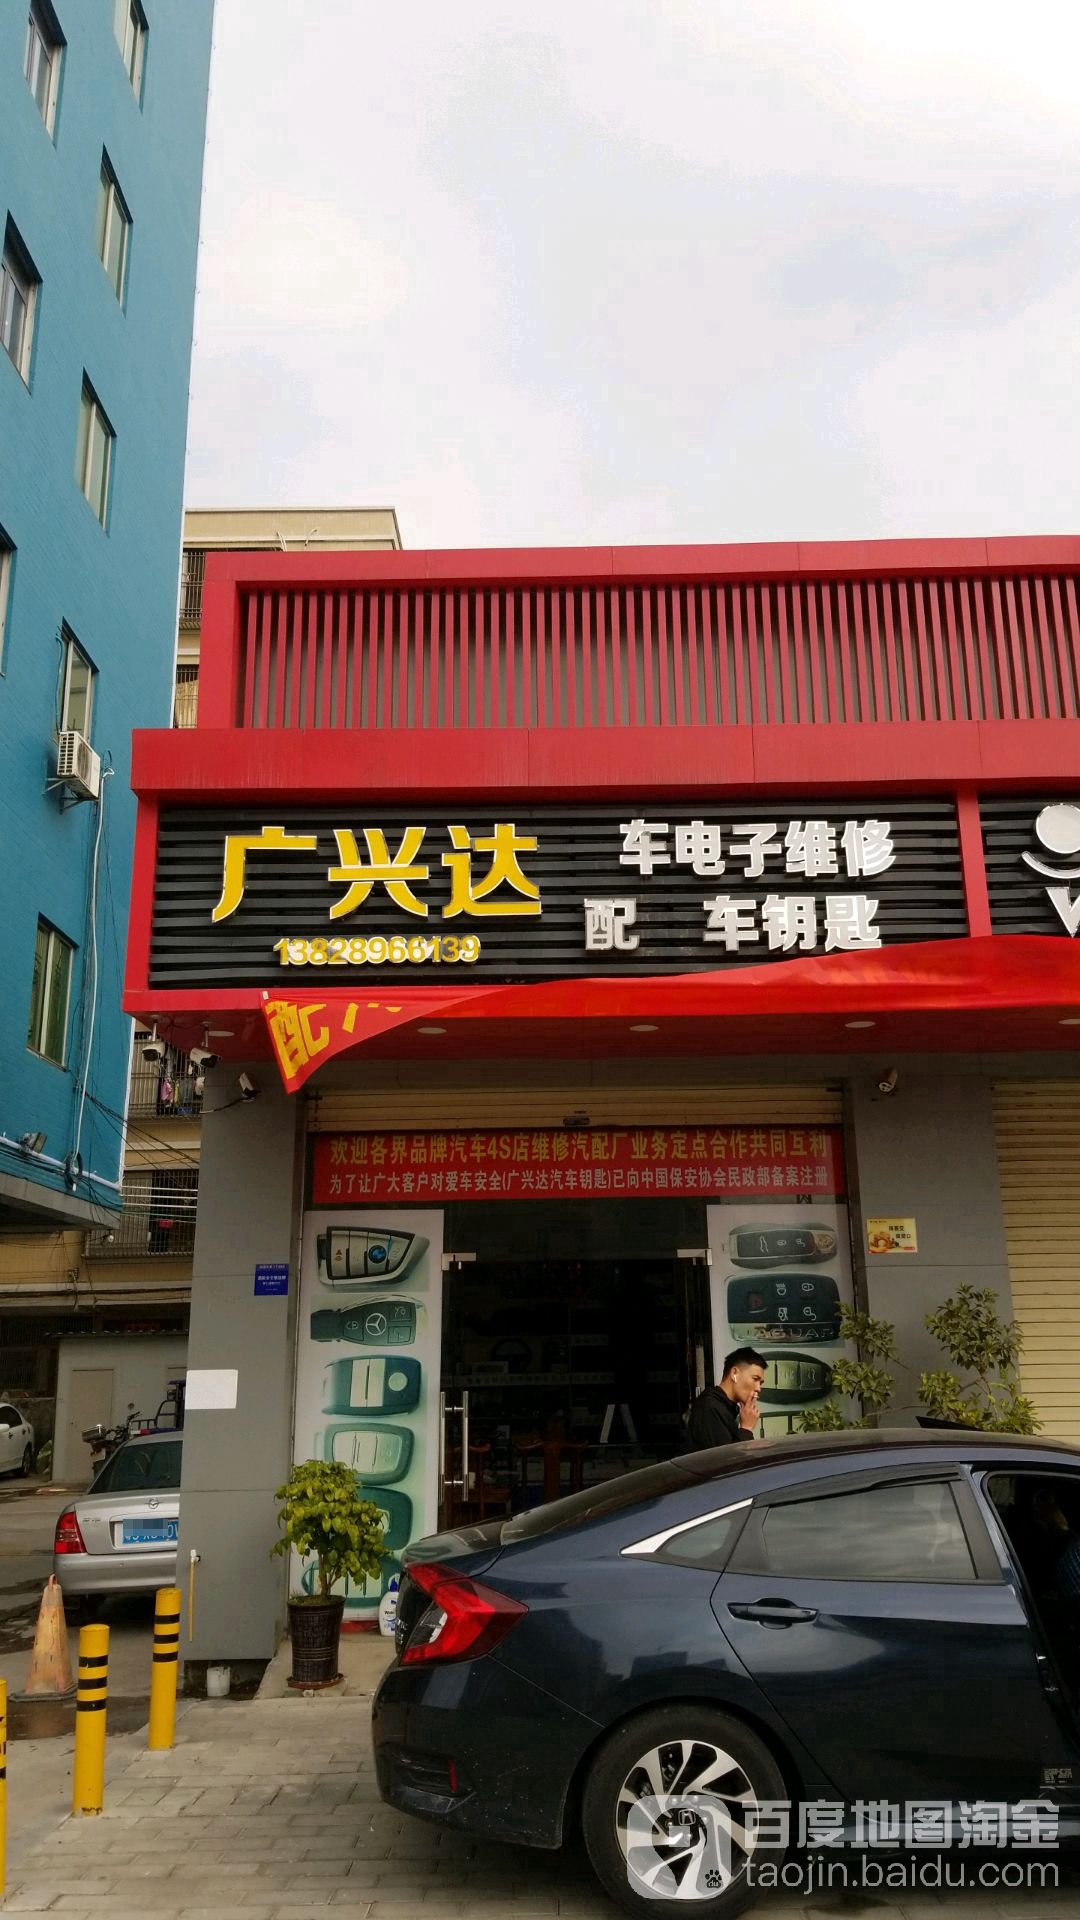 广兴达
车电子维修
13828966139
配 车钥匙
配
欢迎各界品牌汽车4S店维修汽配厂业务定点合作共同互利
为了让广大客户对爱车安全(广兴达汽车钥匙)已向中国保安协会民政部备案注册
JAGUAR
百度地图淘金
taojin.baidu.com